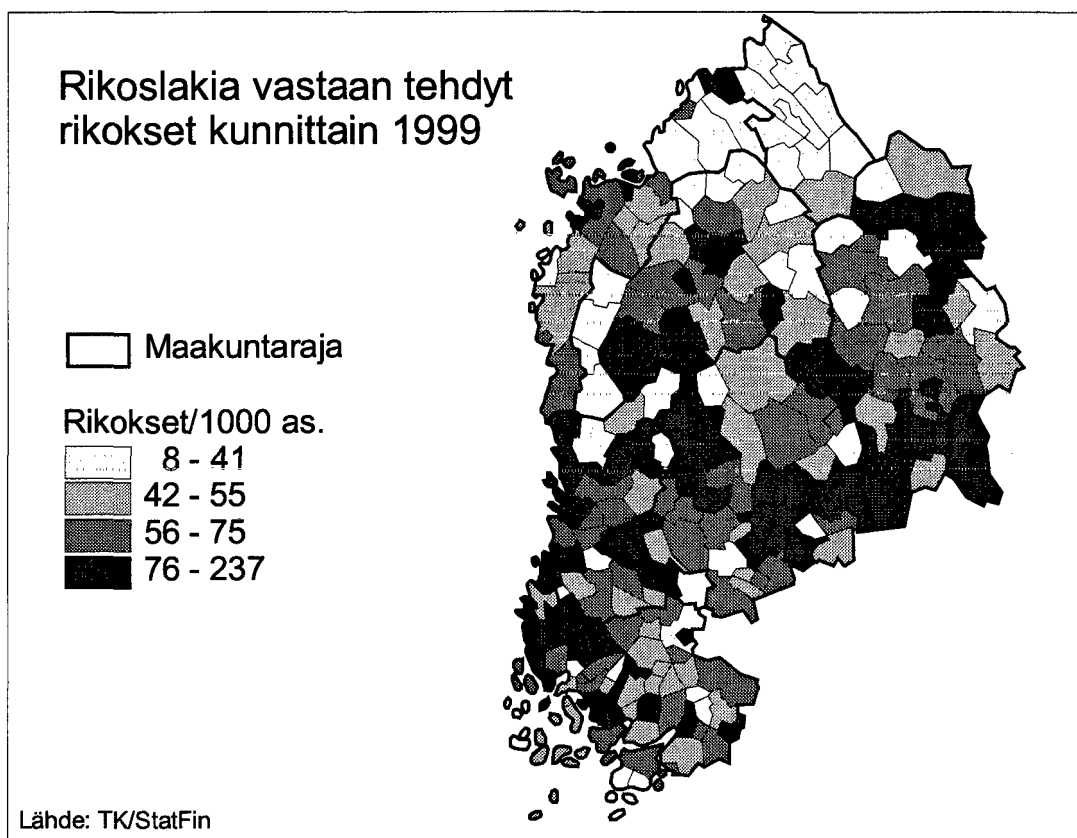 Rikoslakia vastaan tehdyt
rikokset kunnittain 1999
Maakuntaraja
Rikokset/1000 as.
8 - 41
42 - 55
56 - 75
76 - 237
Lähde: TK/StatFin